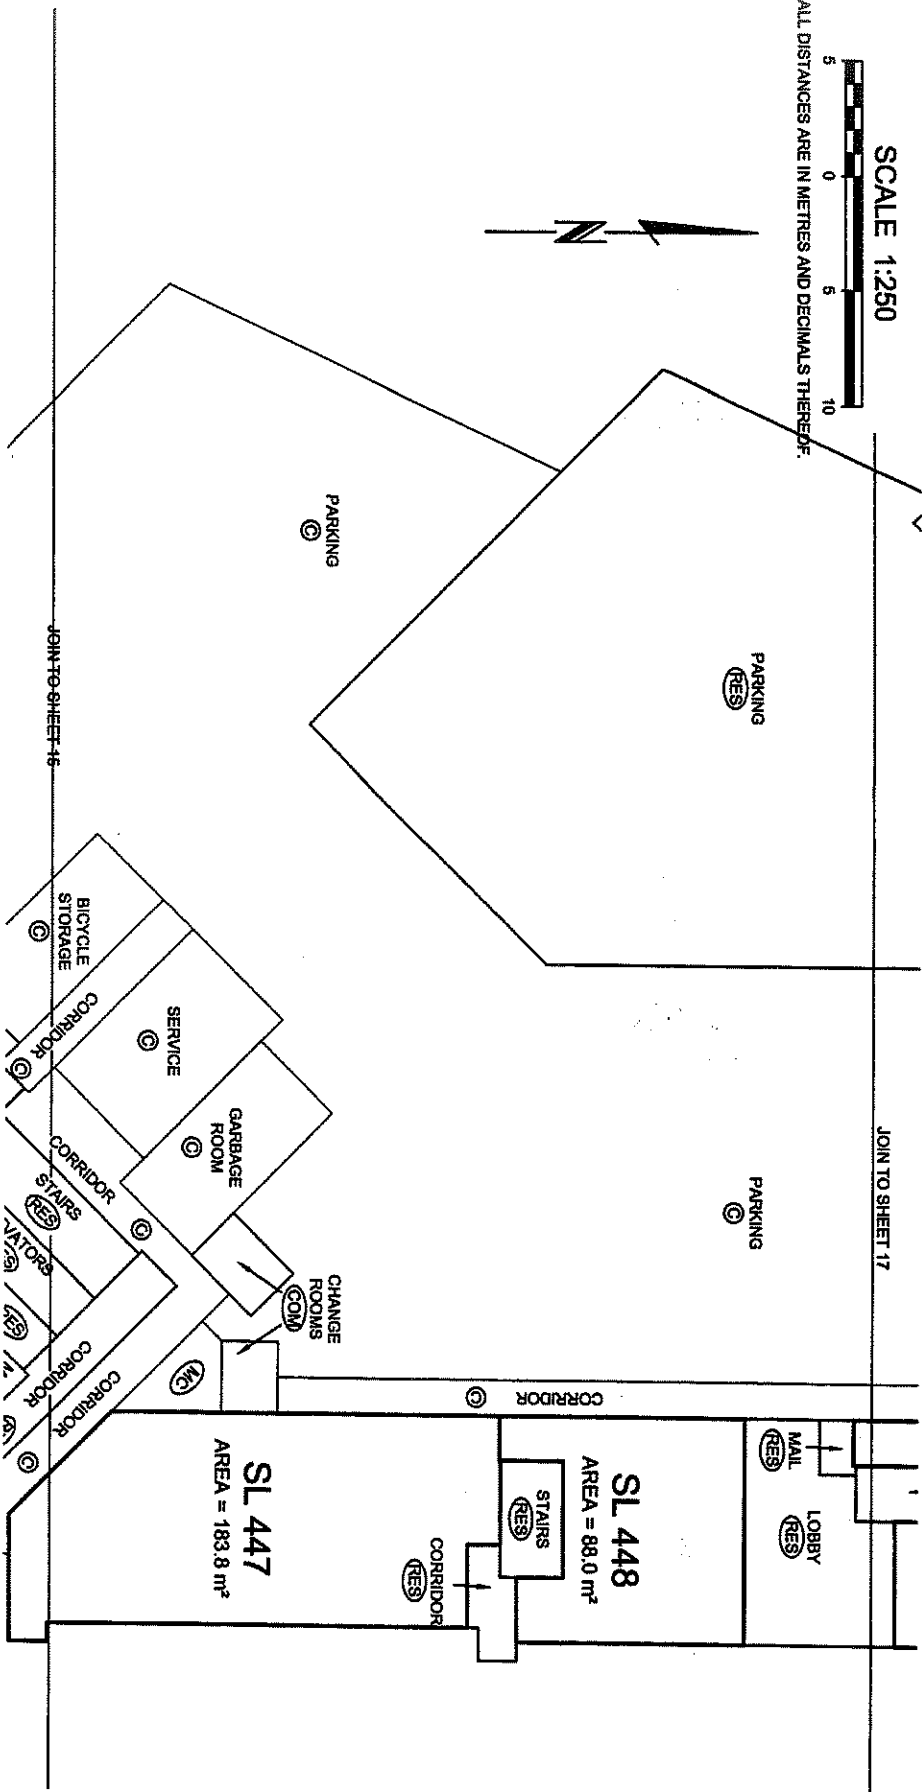 SCALE 1:250
5 0 5 10
ALL DISTANCES ARE IN METRES AND DECIMALS THEREOF.
N
JOIN TO SHEET 17
PARKING
RES
PARKING
C
PARKING
C
JOIN TO SHEET 16
BICYCLE
STORAGE
C
CORRIDOR
C
SERVICE
C
GARBAGE
ROOM
C
CORRIDOR
C
STAIRS
RES
VATORS
CHANGE
ROOMS
COM
MC
CORRIDOR
CORRIDOR
C
CORRIDOR
C
MAIL
RES
LOBBY
RES
SL 448
AREA = 88.0 m²
STAIRS
RES
CORRIDOR
RES
SL 447
AREA = 183.8 m²